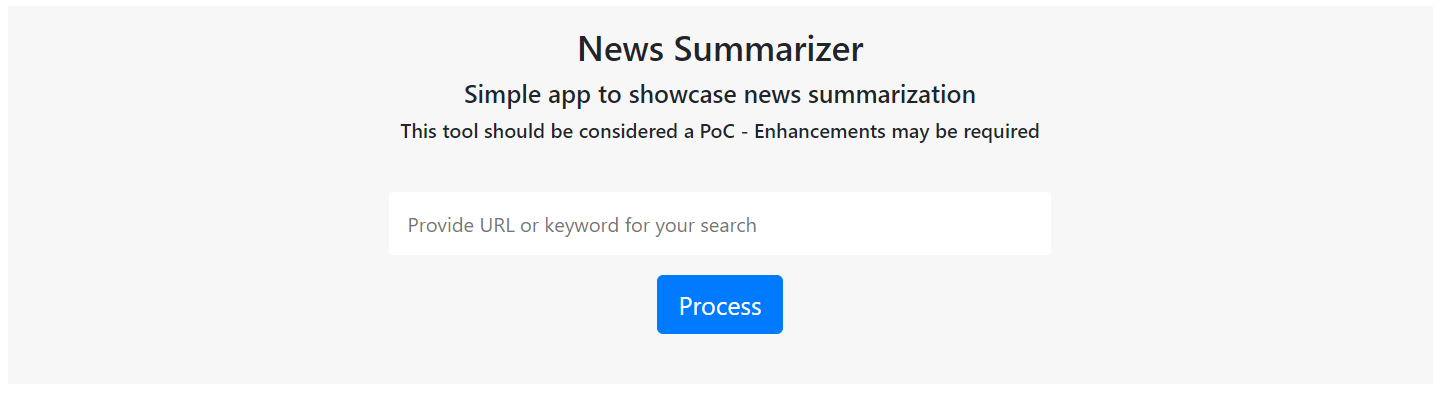 News Summarizer
Simple app to showcase news summarization
This tool should be considered a PoC - Enhancements may be required
Provide URL or keyword for your search
Process